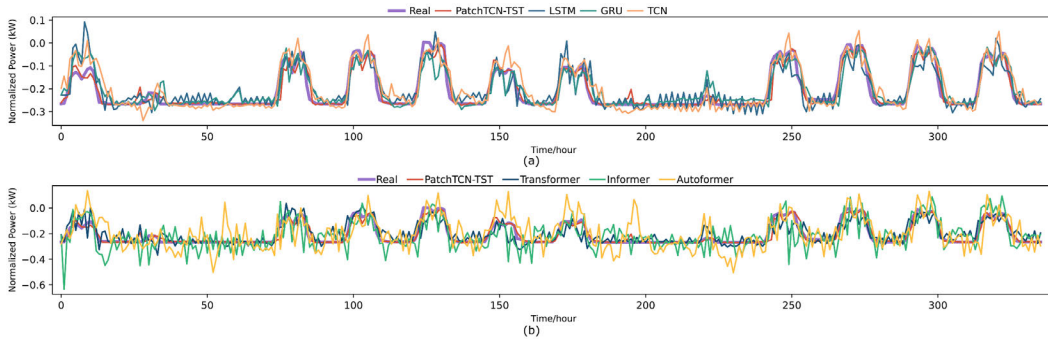 Real PatchTCN-TST LSTM GRU TCN
Normalized Power (kW)
0.1
0.0
−0.1
−0.2
−0.3
0 50 100 150 200 250 300
Time/hour
(a)
Real PatchTCN-TST Transformer Informer Autoformer
Normalized Power (kW)
0.0
−0.2
−0.4
−0.6
0 50 100 150 200 250 300
Time/hour
(b)